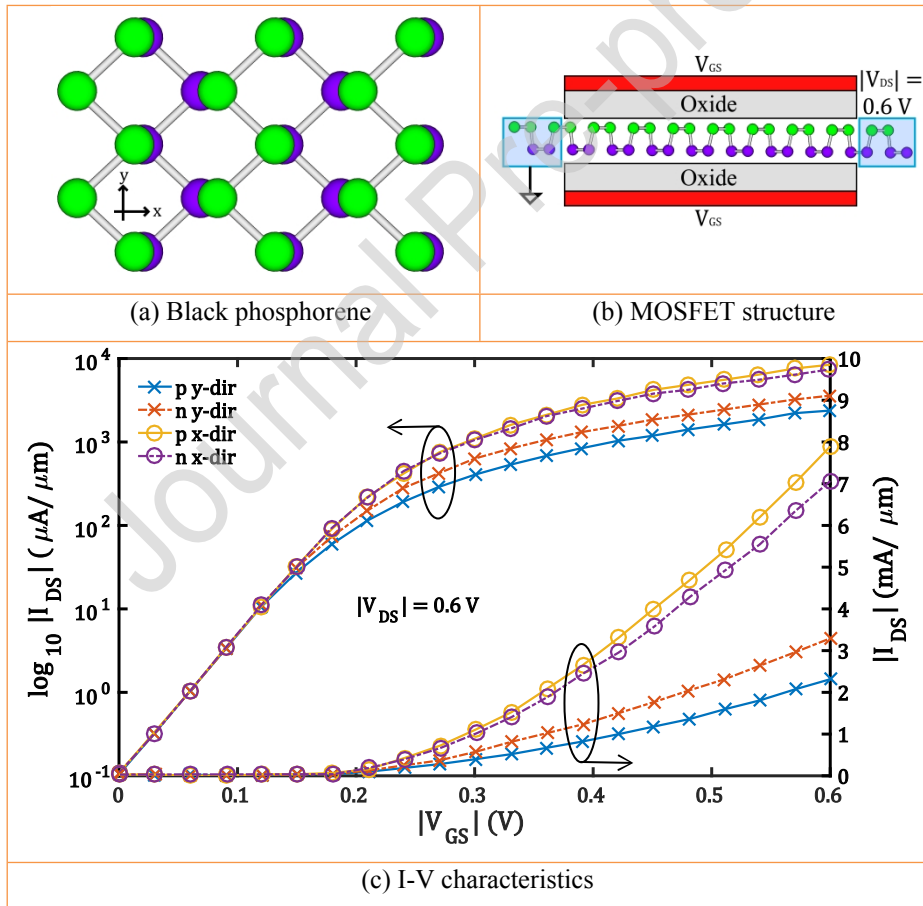 Journal Pre-pro
y
x
V_GS
|V_DS| =
0.6 V
Oxide
Oxide
V_GS
(a) Black phosphorene
(b) MOSFET structure
10^4
10^3
10^2
10^1
10^0
10^-1
log_10 |I_DS| ( μA/ μm)
p y-dir
n y-dir
p x-dir
n x-dir
|V_DS| = 0.6 V
10
9
8
7
6
5
4
3
2
1
0
|I_DS| (mA/ μm)
0
0.1
0.2
0.3
0.4
0.5
0.6
|V_GS| (V)
(c) I-V characteristics